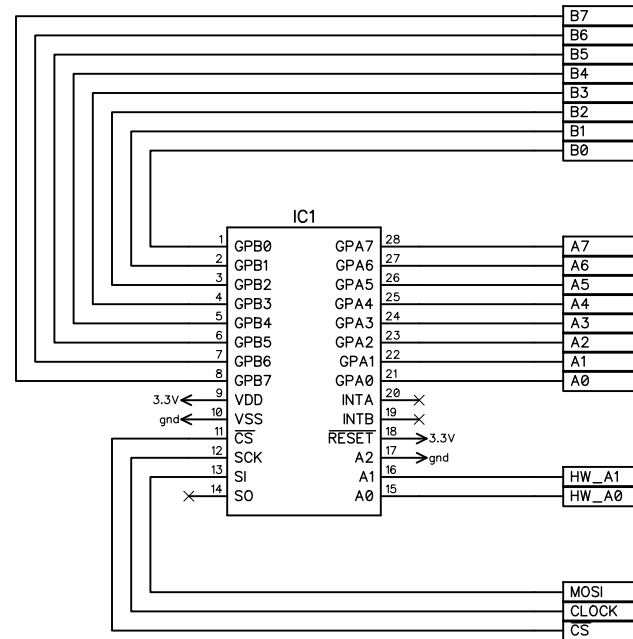 B7
B6
B5
B4
B3
B2
B1
B0
IC1
1 GPB0 GPA7 28 A7
2 GPB1 GPA6 27 A6
3 GPB2 GPA5 26 A5
4 GPB3 GPA4 25 A4
5 GPB4 GPA3 24 A3
6 GPB5 GPA2 23 A2
7 GPB6 GPA1 22 A1
8 GPB7 GPA0 21 A0
3.3V 9 VDD INTA 20
gnd 10 VSS INTB 19
11 CS RESET 18 3.3V
12 SCK A2 17 gnd
13 SI A1 16 HW_A1
14 SO A0 15 HW_A0
MOSI
CLOCK
CS